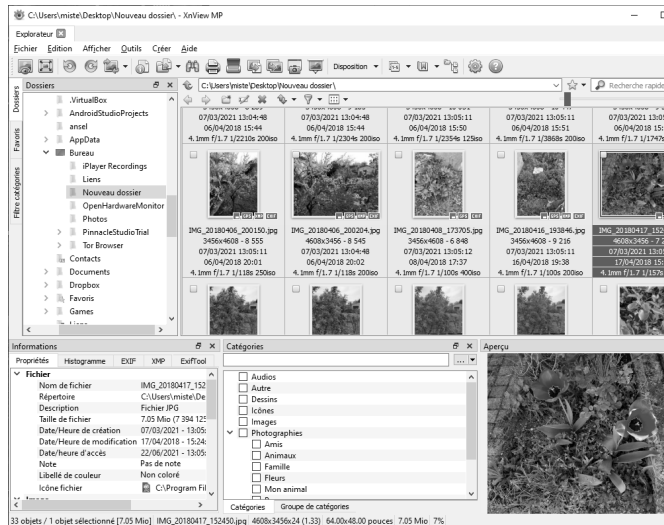 C:\Users\miste\Desktop\Nouveau dossier\ - XnView MP
Explorateur
Fichier Edition Affjcher Outils Créer Aide
Disposition
Dossiers
C:\Users\miste\Desktop\Nouveau dossier\
Recherche rapide
Dossiers
Favoris
Filtre catégories
.VirtualBox
AndroidStudioProjects
ansel
AppData
Bureau
iPlayer Recordings
Liens
Nouveau dossier
OpenHardwareMonitor
Photos
PinnacleStudioTrial
Tor Browser
Contacts
Documents
Dropbox
Favoris
Games
07/03/2021 - 13:04:48 07/03/2021 - 13:04:48 07/03/2021 - 13:05:11 07/03/2021 - 13:05:11
06/04/2018 - 15:44 06/04/2018 - 15:44 06/04/2018 - 15:50 06/04/2018 - 15:51
4.1mm f/1.7 1/2210s 200iso 4.1mm f/1.7 1/2304s 200iso 4.1mm f/1.7 1/2354s 125iso 4.1mm f/1.7 1/3868s 200iso 4.1mm f/1.7 1/1747s
IMG_20180406_200150.jpg IMG_20180406_200204.jpg IMG_20180408_173705.jpg IMG_20180416_193846.jpg
3456x4608 - 8 555 4608x3456 - 8 545 3456x4608 - 6 848 3456x4608 - 9 216
07/03/2021 13:05:11 07/03/2021 13:04:48 07/03/2021 13:05:12 07/03/2021 13:05:11
06/04/2018 20:01 06/04/2018 20:02 08/04/2018 17:37 16/04/2018 19:38
4.1mm f/1.7 1/118s 250iso 4.1mm f/1.7 1/118s 200iso 4.1mm f/1.7 1/100s 400iso 4.1mm f/1.7 1/100s 200iso 4.1mm f/1.7 1/157s
Informations
Propriétés Histogramme EXIF XMP ExifTool
Fichier
Nom de fichier IMG_20180417_152
Répertoire C:\Users\miste\De
Description Fichier JPG
Taille de fichier 7.05 Mio (7 394 125
Date/Heure de création 07/03/2021 - 13:05:
Date/Heure de modification 17/04/2018 - 15:24:
Date/heure d'accès 22/06/2021 - 13:05:
Note Pas de note
Libellé de couleur Non coloré
Icône fichier C:\Program Fil
Catégories
Audios
Autre
Dessins
Icônes
Images
Photographies
Amis
Animaux
Famille
Fleurs
Mon animal
Catégories Groupe de catégories
Aperçu
33 objets / 1 objet sélectionné [7.05 Mio] IMG_20180417_152450.jpg 4608x3456x24 (1.33) 64.00x48.00 pouces 7.05 Mio 7%